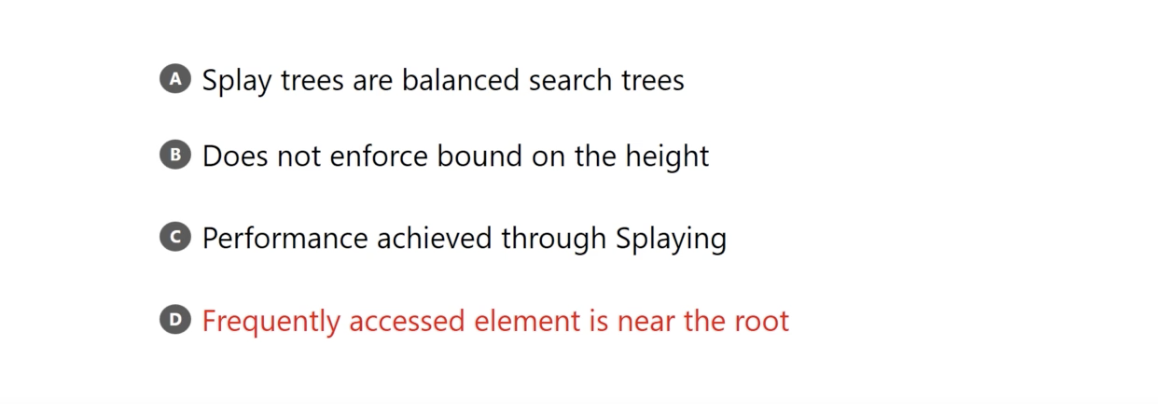 A Splay trees are balanced search trees
B Does not enforce bound on the height
C Performance achieved through Splaying
D Frequently accessed element is near the root